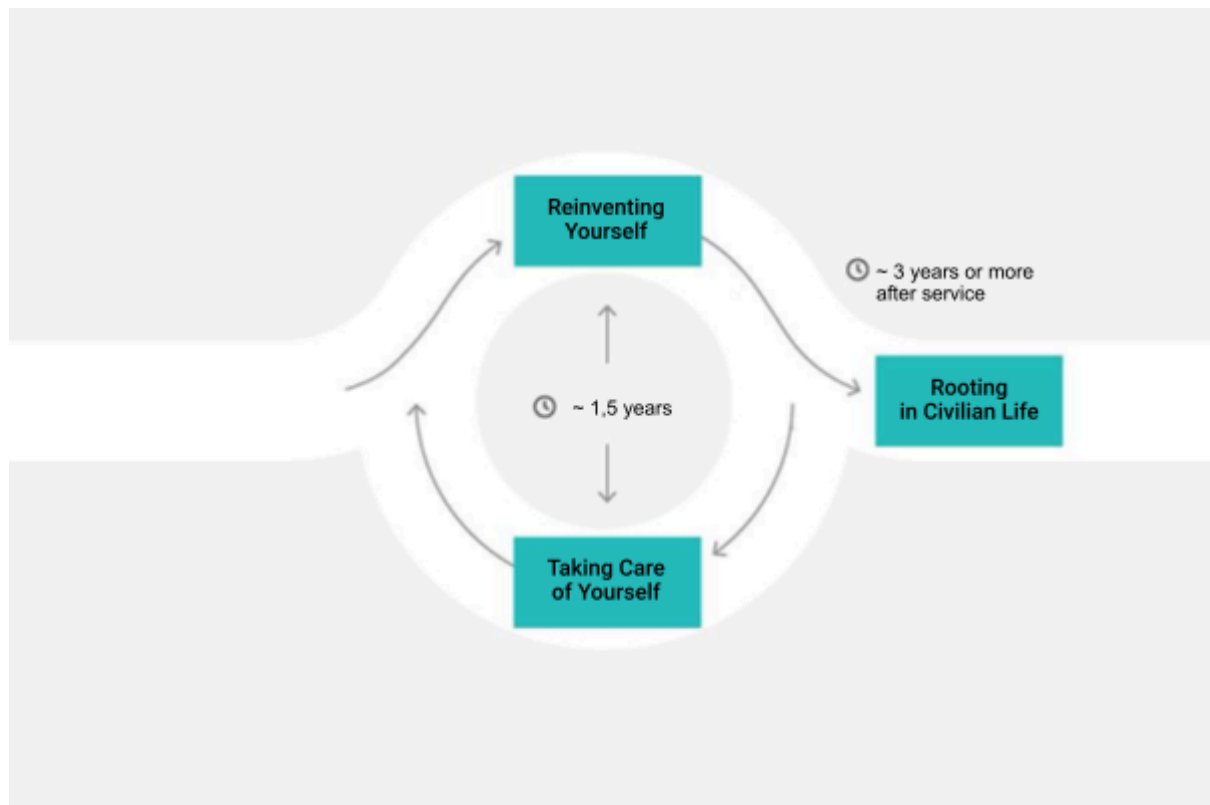 Reinventing
Yourself
~ 3 years or more
after service
Rooting
in Civilian Life
~ 1,5 years
Taking Care
of Yourself